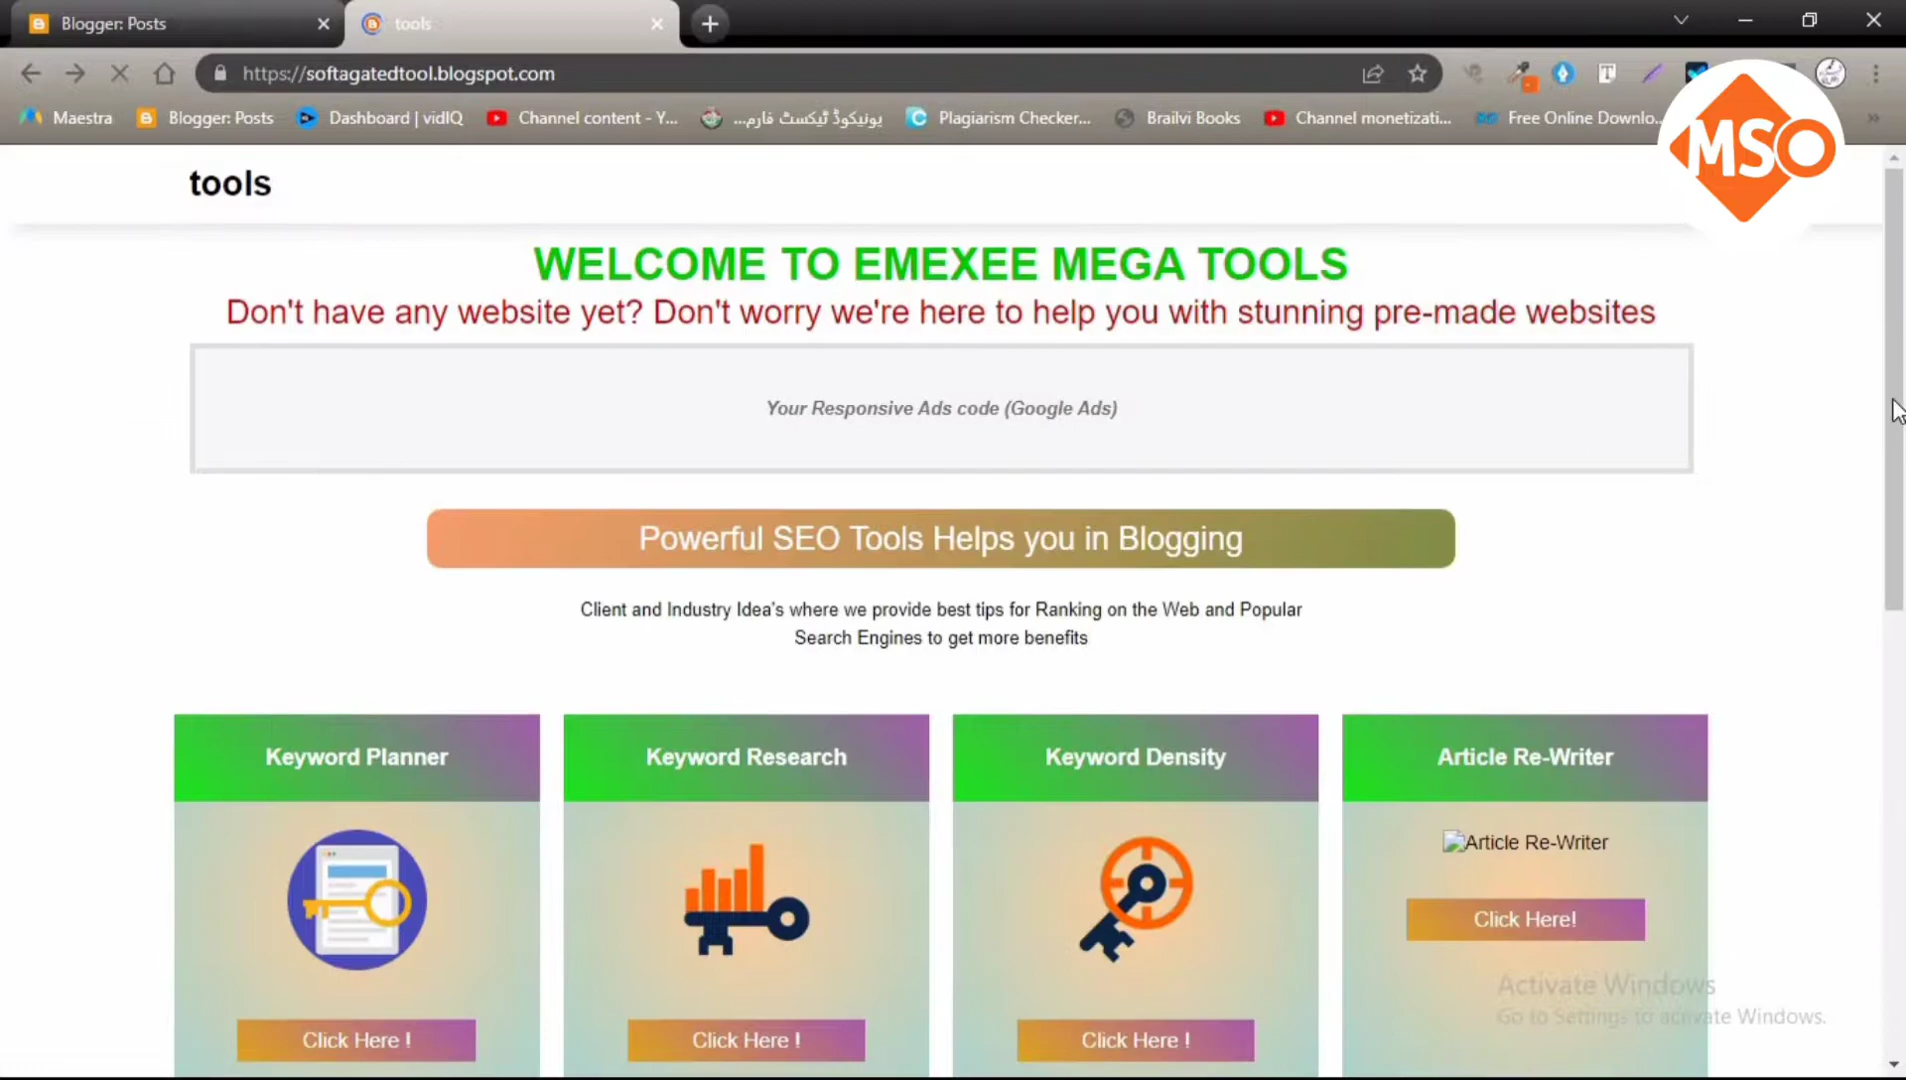 Blogger: Posts
tools
https://softagatedtool.blogspot.com
Maestra
Blogger: Posts
Dashboard | vidIQ
Channel content - Y...
یونیکوڈ ٹیکسٹ فارم...
Plagiarism Checker...
Brailvi Books
Channel monetizati...
Free Online Downlo...
MSO
tools
WELCOME TO EMEXEE MEGA TOOLS
Don't have any website yet? Don't worry we're here to help you with stunning pre-made websites
Your Responsive Ads code (Google Ads)
Powerful SEO Tools Helps you in Blogging
Client and Industry Idea's where we provide best tips for Ranking on the Web and Popular
Search Engines to get more benefits
Keyword Planner
Keyword Research
Keyword Density
Article Re-Writer
Article Re-Writer
Click Here!
Click Here !
Click Here !
Click Here !
Activate Windows
Go to Settings to activate Windows.